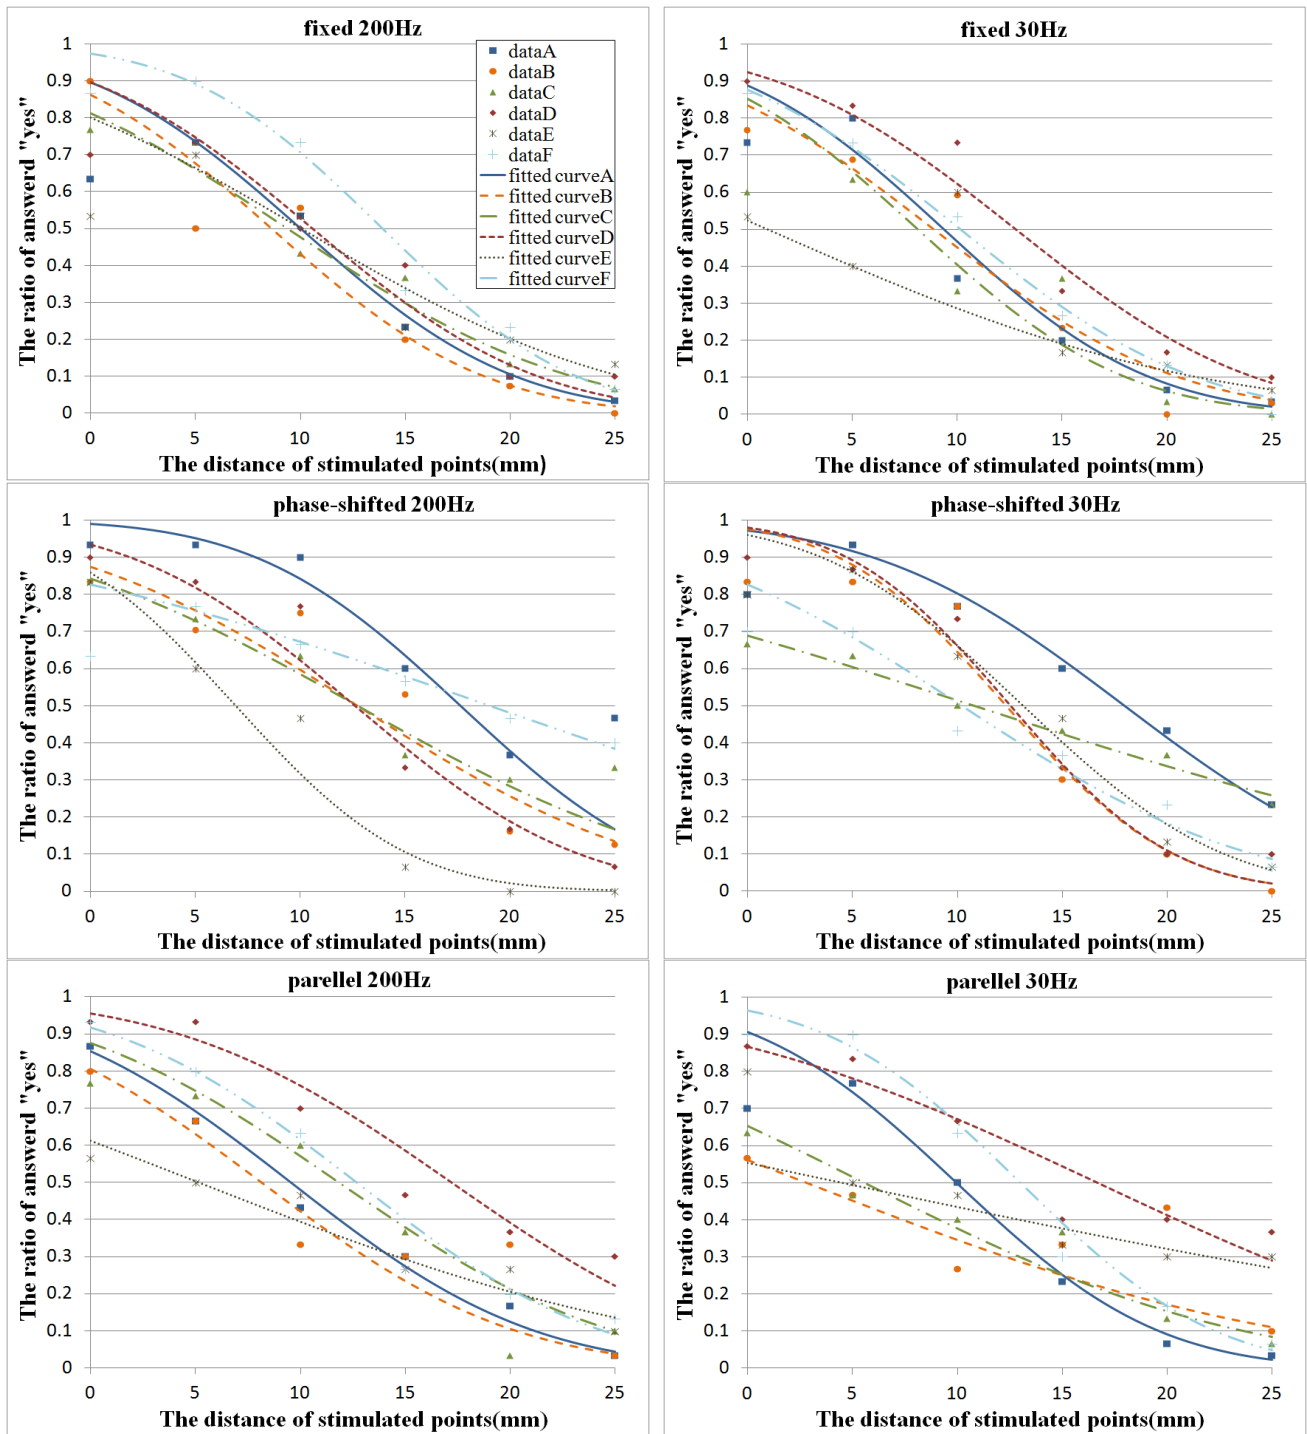 fixed 200Hz
The ratio of answerd "yes"
1
0.9
0.8
0.7
0.6
0.5
0.4
0.3
0.2
0.1
0
dataA
dataB
dataC
dataD
dataE
dataF
fitted curveA
fitted curveB
fitted curveC
fitted curveD
fitted curveE
fitted curveF
0 5 10 15 20 25
The distance of stimulated points(mm)
fixed 30Hz
The ratio of answerd "yes"
1
0.9
0.8
0.7
0.6
0.5
0.4
0.3
0.2
0.1
0
0 5 10 15 20 25
The distance of stimulated points(mm)
phase-shifted 200Hz
The ratio of answerd "yes"
1
0.9
0.8
0.7
0.6
0.5
0.4
0.3
0.2
0.1
0
0 5 10 15 20 25
The distance of stimulated points(mm)
phase-shifted 30Hz
The ratio of answerd "yes"
1
0.9
0.8
0.7
0.6
0.5
0.4
0.3
0.2
0.1
0
0 5 10 15 20 25
The distance of stimulated points(mm)
parellel 200Hz
The ratio of answerd "yes"
1
0.9
0.8
0.7
0.6
0.5
0.4
0.3
0.2
0.1
0
0 5 10 15 20 25
The distance of stimulated points(mm)
parellel 30Hz
The ratio of answerd "yes"
1
0.9
0.8
0.7
0.6
0.5
0.4
0.3
0.2
0.1
0
0 5 10 15 20 25
The distance of stimulated points(mm)